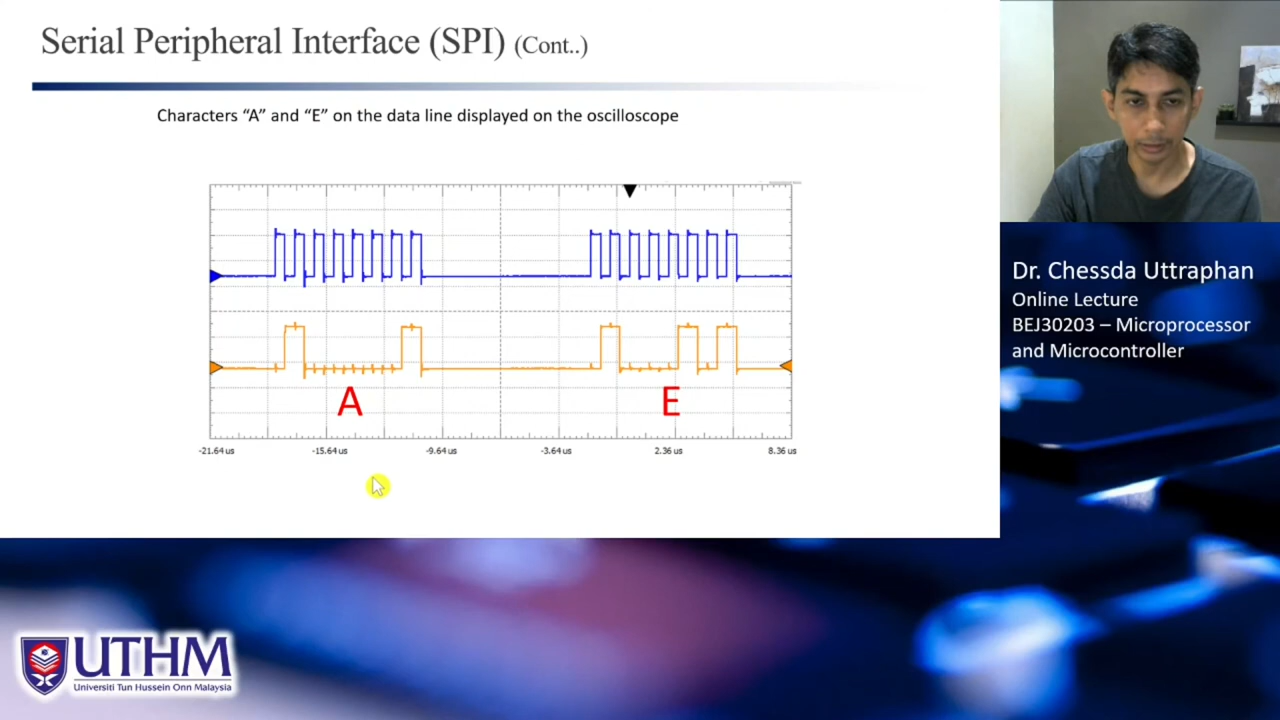 Serial Peripheral Interface (SPI) (Cont..)
Characters “A” and “E” on the data line displayed on the oscilloscope
A
E
-21.64 us
-15.64 us
-9.64 us
-3.64 us
2.36 us
8.36 us
Dr. Chessda Uttraphan
Online Lecture
BEJ30203 – Microprocessor
and Microcontroller
UTHM
Universiti Tun Hussein Onn Malaysia